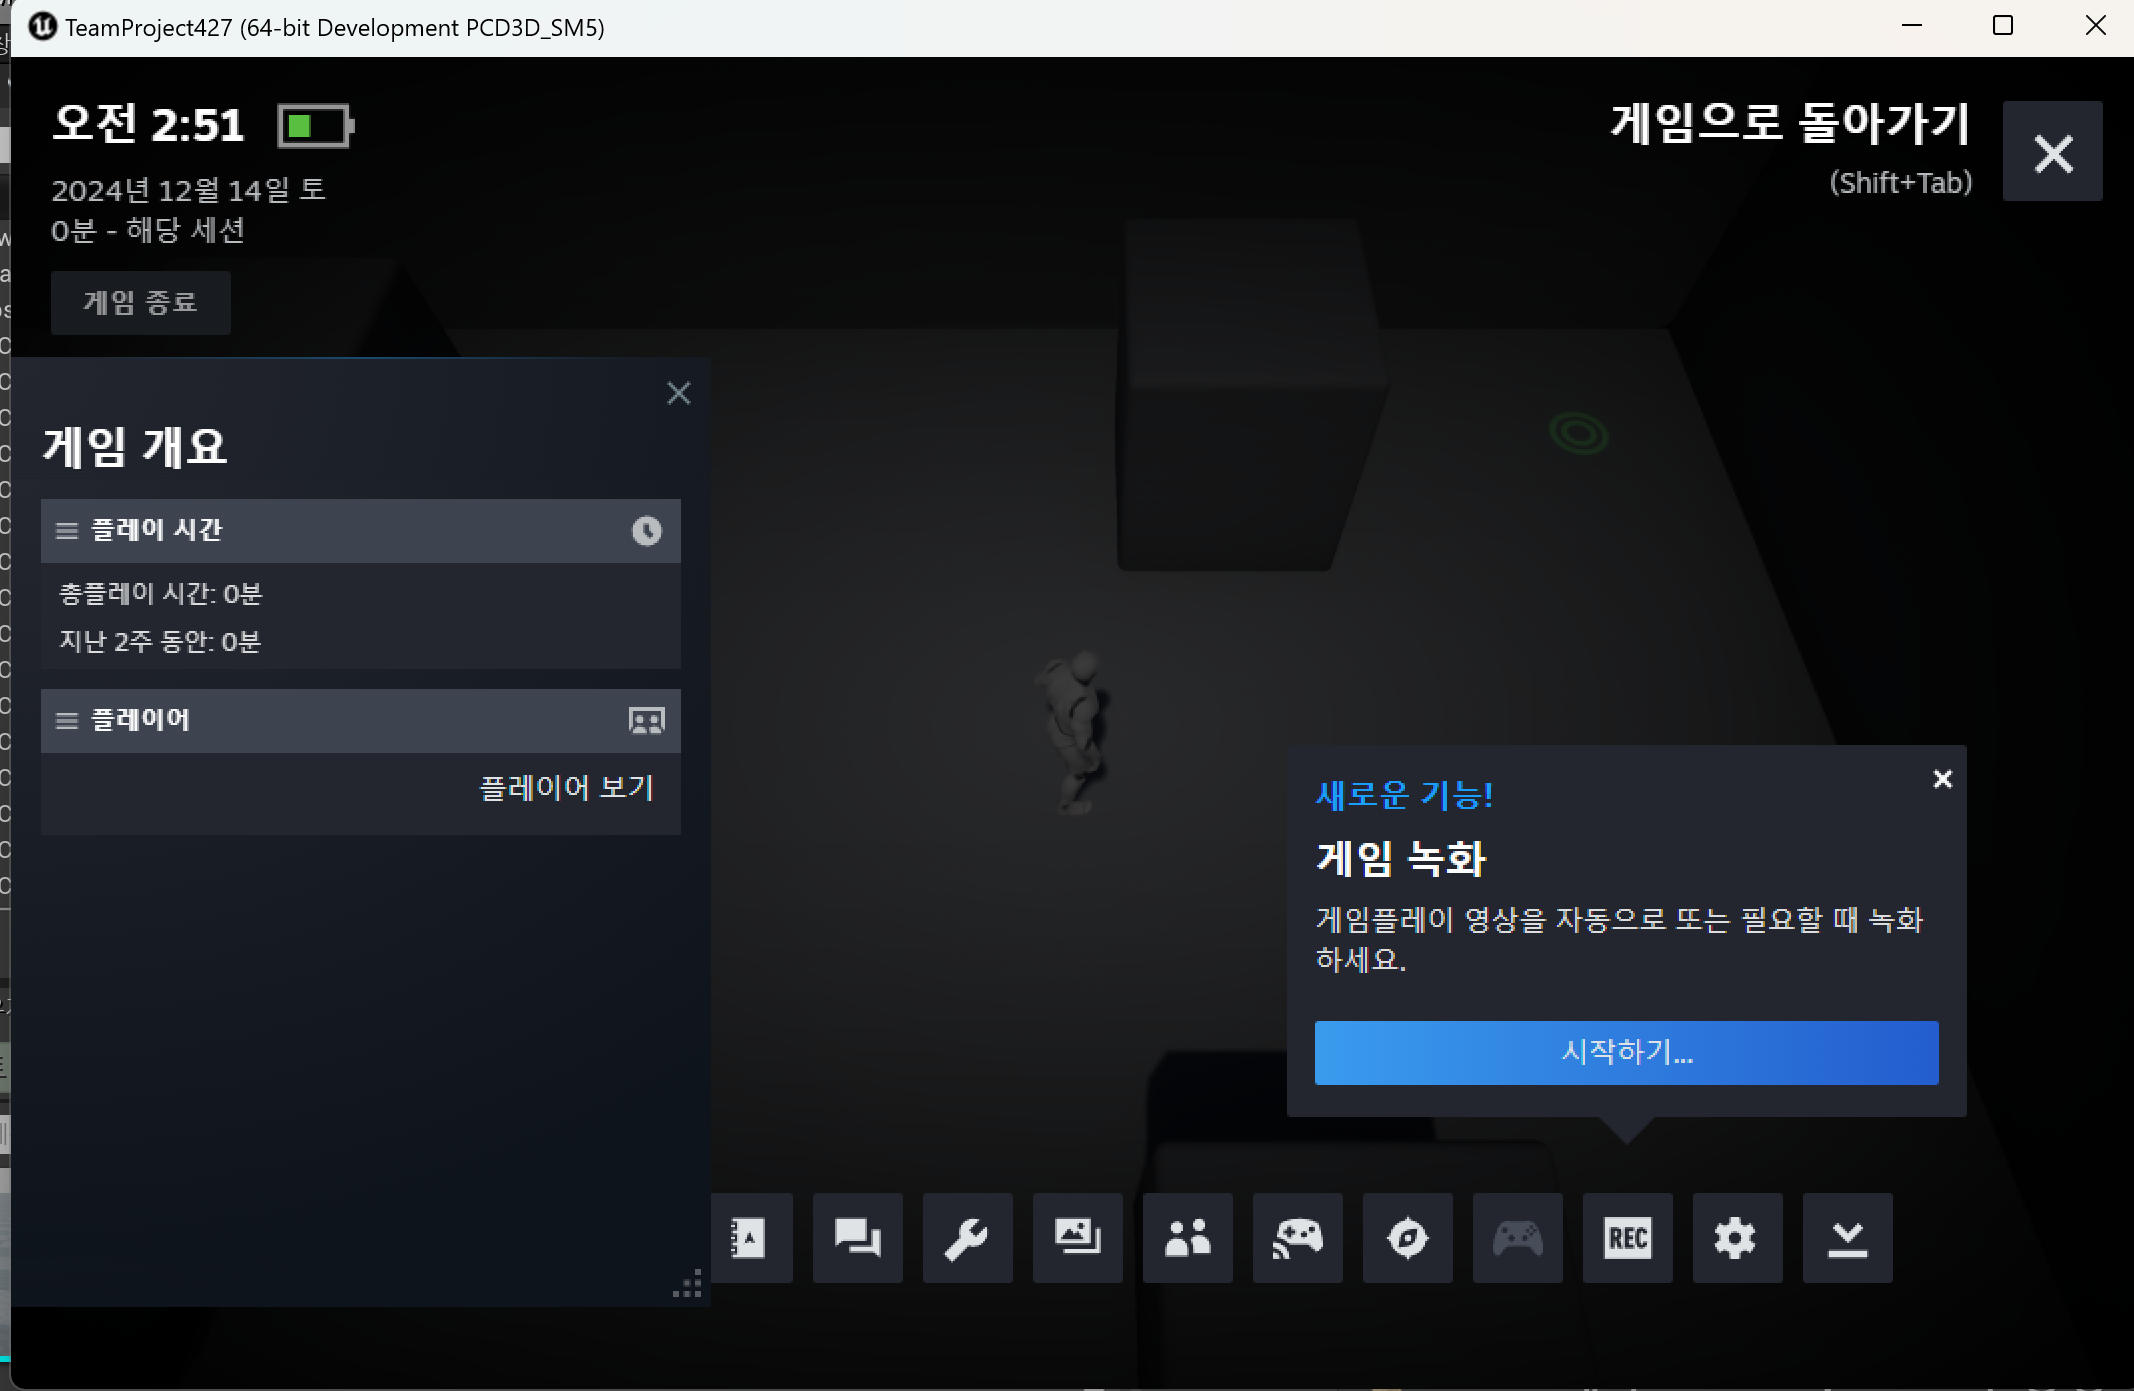 TeamProject427 (64-bit Development PCD3D_SM5)
오전 2:51
2024년 12월 14일 토
0분 - 해당 세션
게임 종료
게임으로 돌아가기
(Shift+Tab)
게임 개요
플레이 시간
총플레이 시간: 0분
지난 2주 동안: 0분
플레이어
플레이어 보기
새로운 기능!
게임 녹화
게임플레이 영상을 자동으로 또는 필요할 때 녹화
하세요.
시작하기...
REC